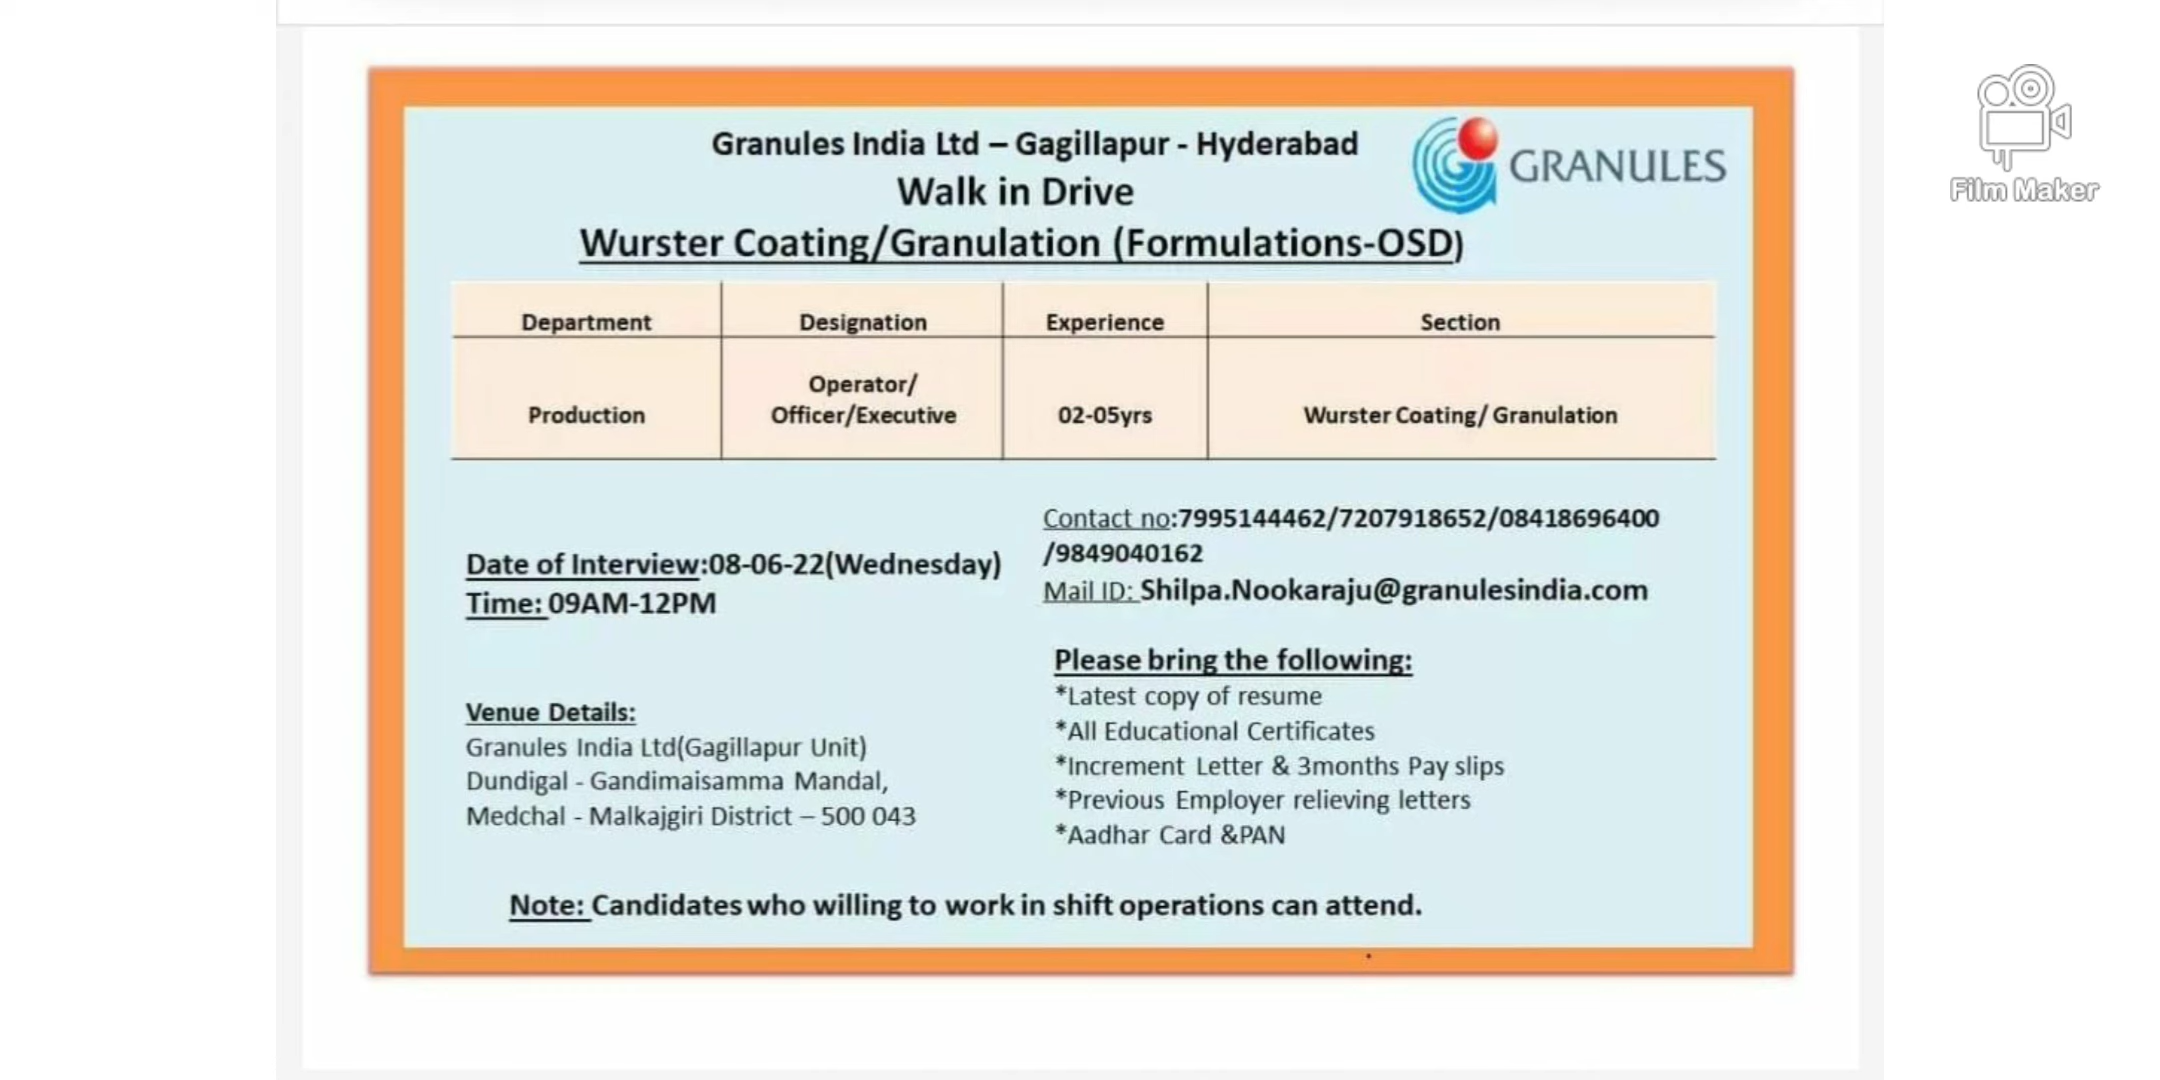 Granules India Ltd – Gagillapur - Hyderabad
GRANULES
Walk in Drive
Wurster Coating/Granulation (Formulations-OSD)
Department Designation Experience Section
Production Operator/ 02-05yrs Wurster Coating/ Granulation
Officer/Executive
Date of Interview:08-06-22(Wednesday)
Time: 09AM-12PM
Contact no:7995144462/7207918652/08418696400
/9849040162
Mail ID: Shilpa.Nookaraju@granulesindia.com
Venue Details:
Granules India Ltd(Gagillapur Unit)
Dundigal - Gandimaisamma Mandal,
Medchal - Malkajgiri District – 500 043
Please bring the following:
*Latest copy of resume
*All Educational Certificates
*Increment Letter & 3months Pay slips
*Previous Employer relieving letters
*Aadhar Card &PAN
Note: Candidates who willing to work in shift operations can attend.
Film Maker